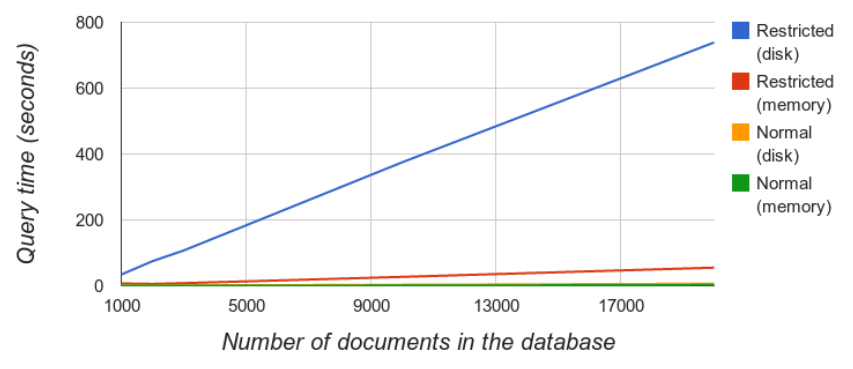 800
600
400
200
0
Query time (seconds)
1000
5000
9000
13000
17000
Number of documents in the database
Restricted
(disk)
Restricted
(memory)
Normal
(disk)
Normal
(memory)